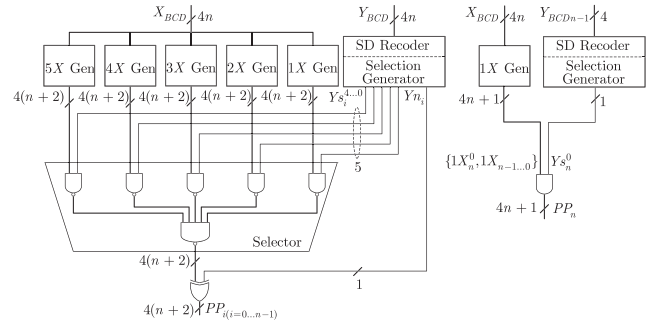 X_{BCD} 4n Y_{BCD} 4n X_{BCD} 4n Y_{BCDn-1} 4
5X Gen 4X Gen 3X Gen 2X Gen 1X Gen
SD Recoder
Selection
Generator
1X Gen
SD Recoder
Selection
Generator
4(n + 2) 4(n + 2) 4(n + 2) 4(n + 2) 4(n + 2) Ys_i^{4...0} Yn_i
4n + 1 1
5
{1X_n^0, 1X_{n-1...0}} Ys_n^0
4n + 1 PP_n
Selector
4(n + 2)
1
4(n + 2) PP_{i(i=0...n-1)}